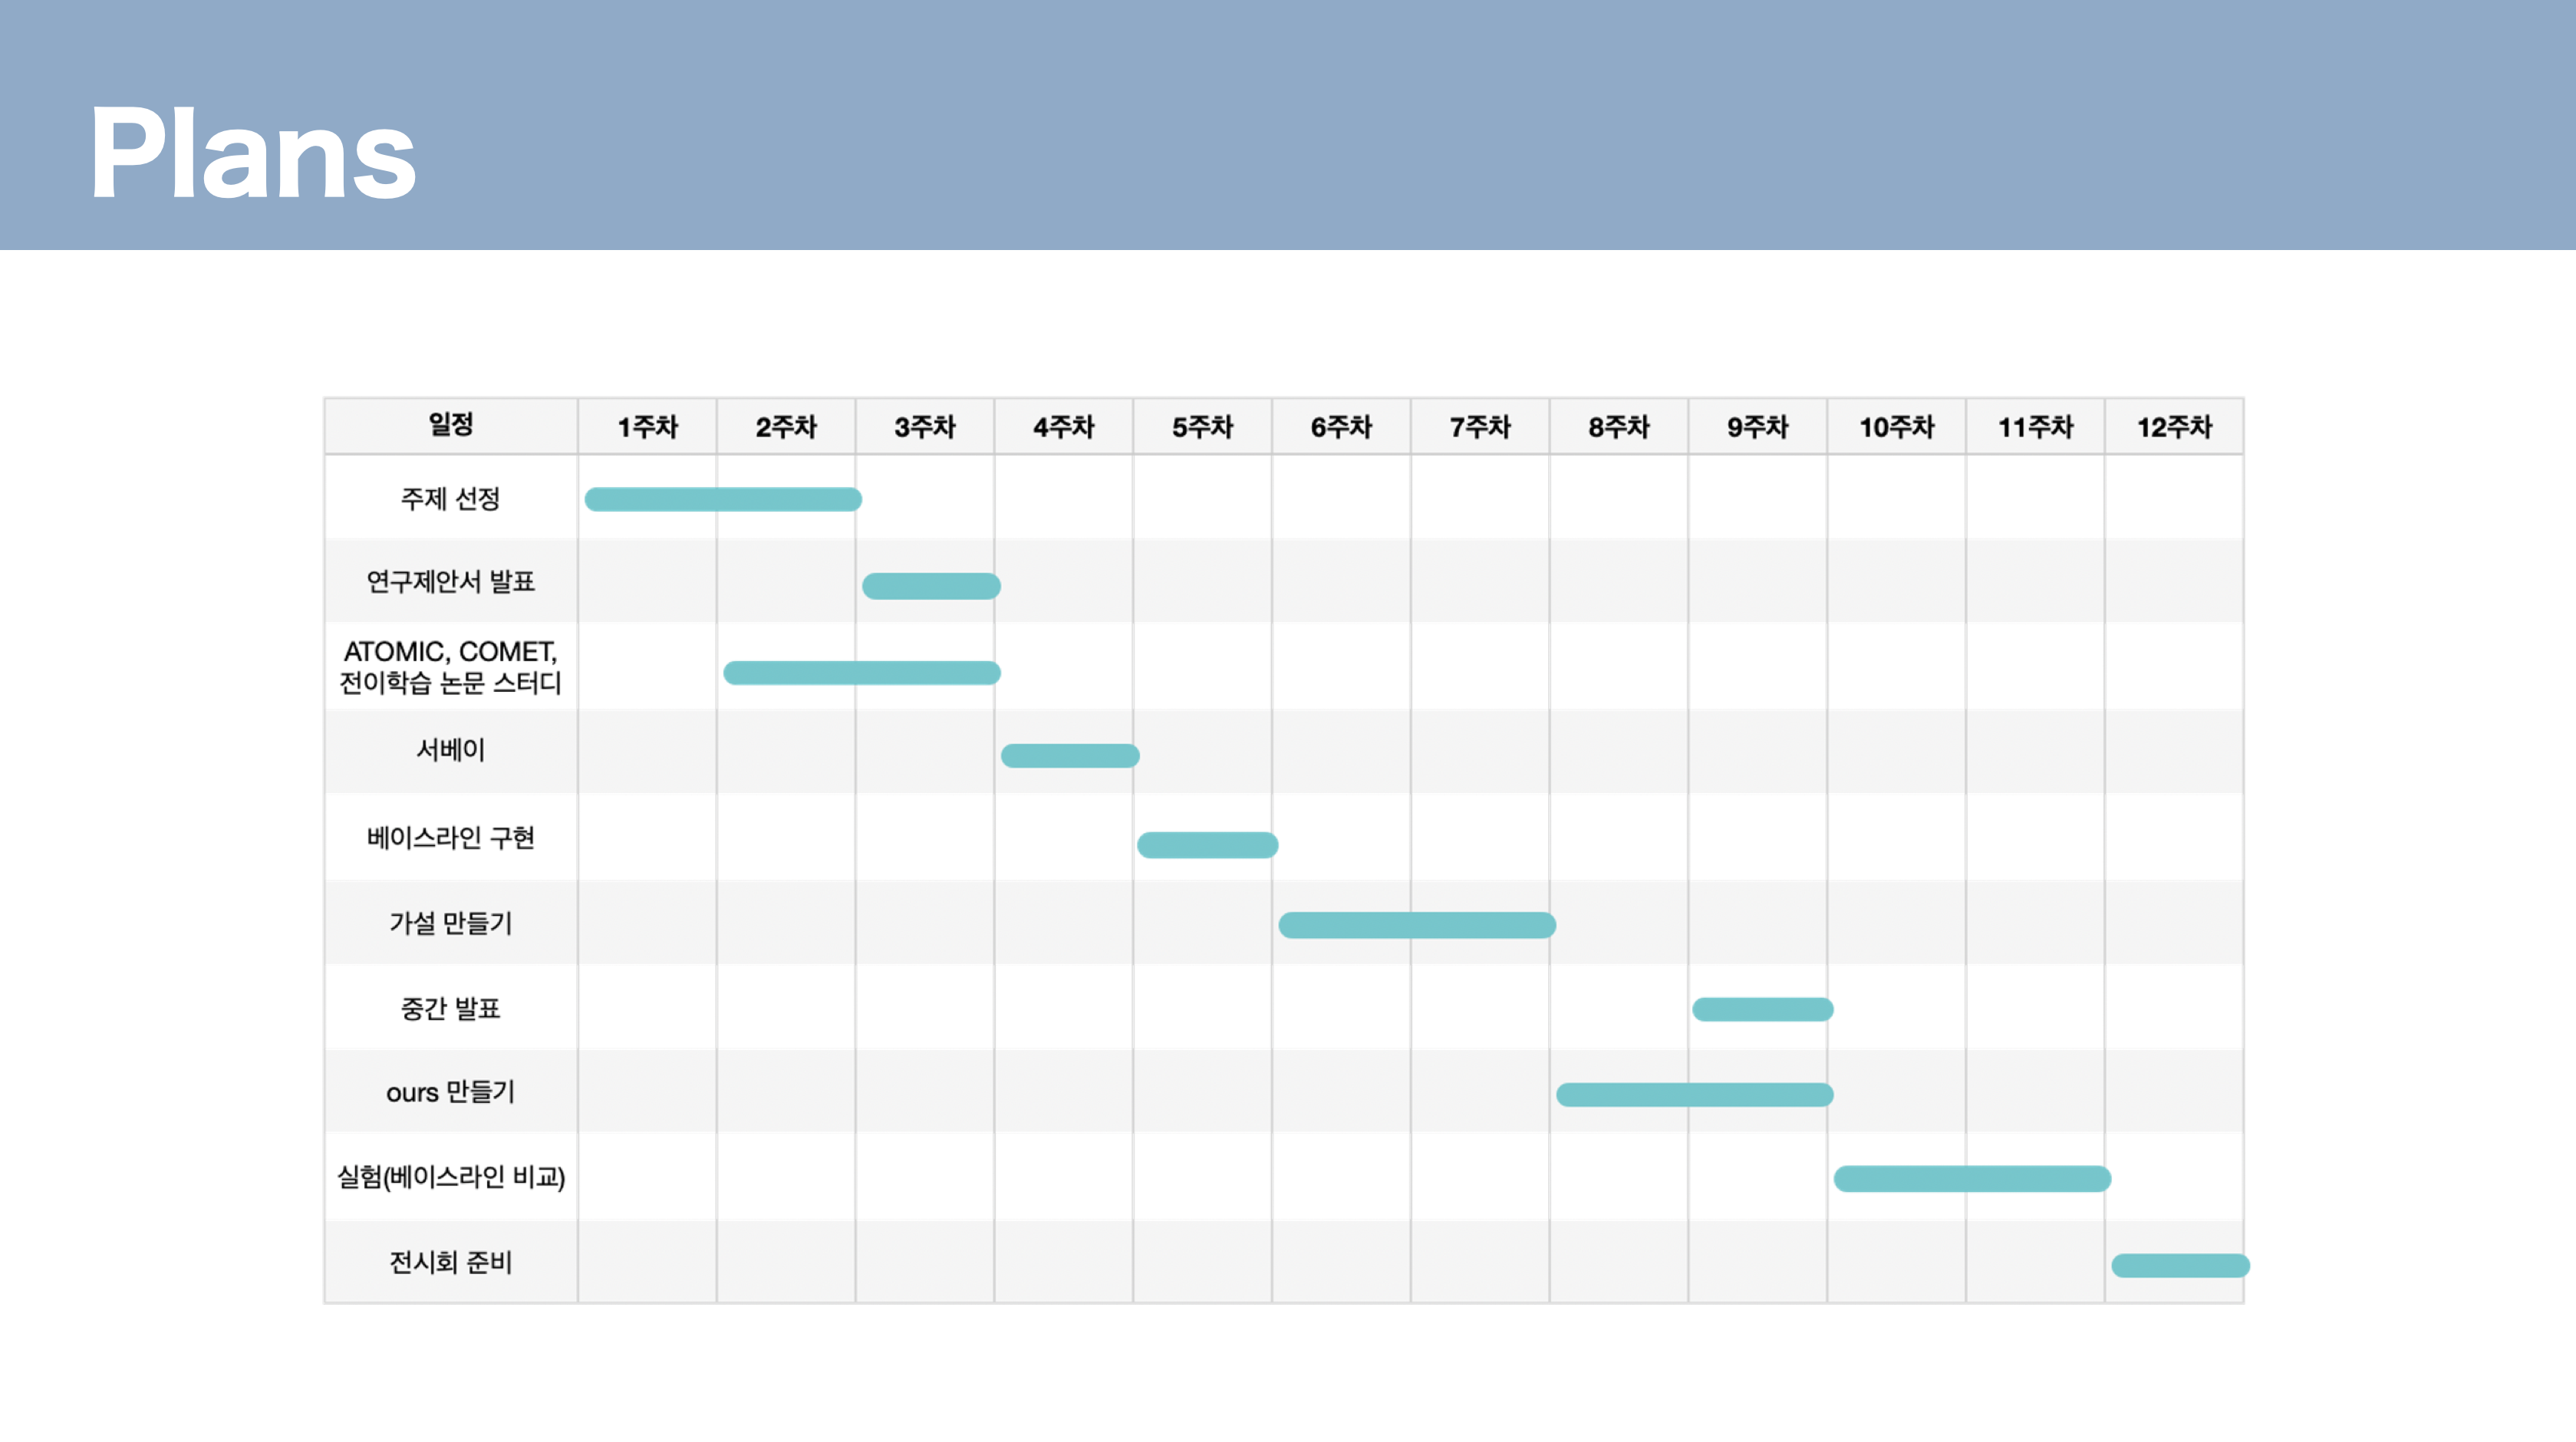 Plans
일정 1주차 2주차 3주차 4주차 5주차 6주차 7주차 8주차 9주차 10주차 11주차 12주차
주제 선정
연구제안서 발표
ATOMIC, COMET,
전이학습 논문 스터디
서베이
베이스라인 구현
가설 만들기
중간 발표
ours 만들기
실험(베이스라인 비교)
전시회 준비